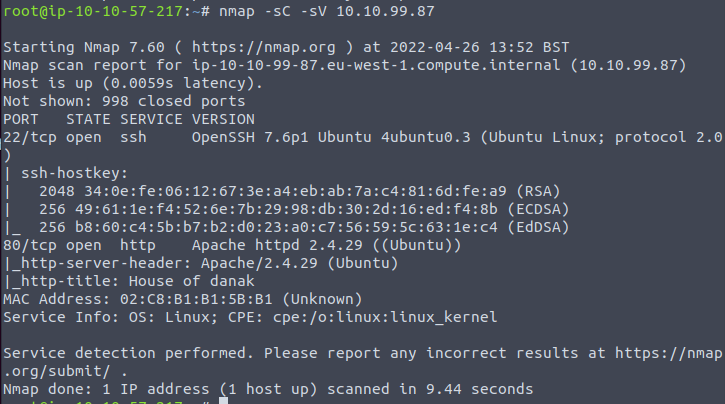 root@ip-10-10-57-217:~# nmap -sC -sV 10.10.99.87
Starting Nmap 7.60 ( https://nmap.org ) at 2022-04-26 13:52 BST
Nmap scan report for ip-10-10-99-87.eu-west-1.compute.internal (10.10.99.87)
Host is up (0.0059s latency).
Not shown: 998 closed ports
PORT   STATE SERVICE VERSION
22/tcp open  ssh     OpenSSH 7.6p1 Ubuntu 4ubuntu0.3 (Ubuntu Linux; protocol 2.0
)
| ssh-hostkey:
|   2048 34:0e:fe:06:12:67:3e:a4:eb:ab:7a:c4:81:6d:fe:a9 (RSA)
|   256 49:61:1e:f4:52:6e:7b:29:98:db:30:2d:16:ed:f4:8b (ECDSA)
|_  256 b8:60:c4:5b:b7:b2:d0:23:a0:c7:56:59:5c:63:1e:c4 (EdDSA)
80/tcp open  http    Apache httpd 2.4.29 ((Ubuntu))
|_http-server-header: Apache/2.4.29 (Ubuntu)
|_http-title: House of danak
MAC Address: 02:C8:B1:B1:5B:B1 (Unknown)
Service Info: OS: Linux; CPE: cpe:/o:linux:linux_kernel
Service detection performed. Please report any incorrect results at https://nmap
.org/submit/ .
Nmap done: 1 IP address (1 host up) scanned in 9.44 seconds
root@ip-10-10-57-217:~#